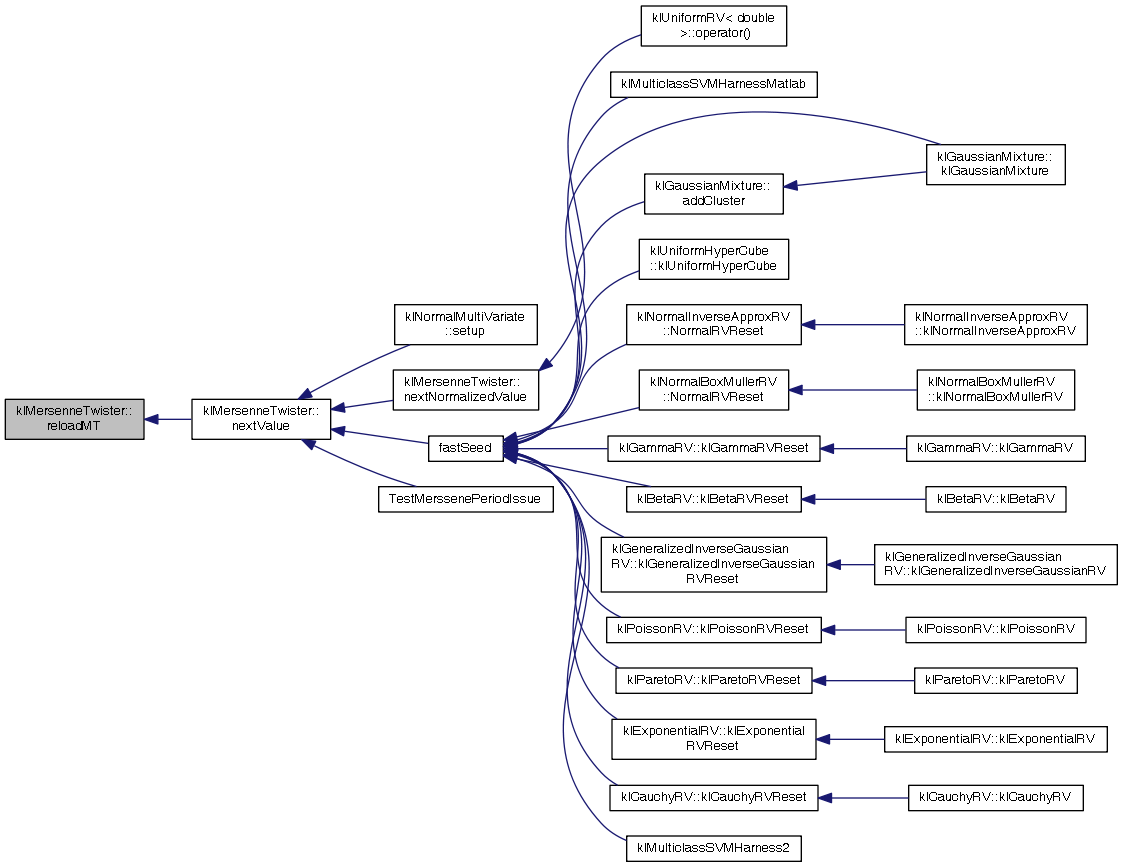 klMersenneTwister::
reloadMT
klMersenneTwister::
nextValue
klNormalMultiVariate
::setup
klMersenneTwister::
nextNormalizedValue
fastSeed
TestMerssenePeriodIssue
klUniformRV< double
>::operator()
klMulticlassSVMHarnessMatlab
klGaussianMixture::
addCluster
klUniformHyperCube
::klUniformHyperCube
klNormalInverseApproxRV
::NormalRVReset
klNormalBoxMullerRV
::NormalRVReset
klGammaRV::klGammaRVReset
klBetaRV::klBetaRVReset
klGeneralizedInverseGaussian
RV::klGeneralizedInverseGaussian
RVReset
klPoissonRV::klPoissonRVReset
klParetoRV::klParetoRVReset
klExponentialRV::klExponential
RVReset
klCauchyRV::klCauchyRVReset
klMulticlassSVMHarness2
klGaussianMixture::
klGaussianMixture
klNormalInverseApproxRV
::klNormalInverseApproxRV
klNormalBoxMullerRV
::klNormalBoxMullerRV
klGammaRV::klGammaRV
klBetaRV::klBetaRV
klGeneralizedInverseGaussian
RV::klGeneralizedInverseGaussianRV
klPoissonRV::klPoissonRV
klParetoRV::klParetoRV
klExponentialRV::klExponentialRV
klCauchyRV::klCauchyRV